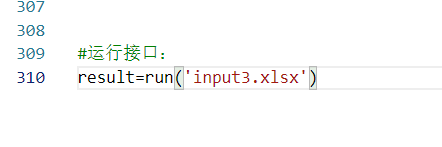 307
308
309 #运行接口：
310 result=run('input3.xlsx')